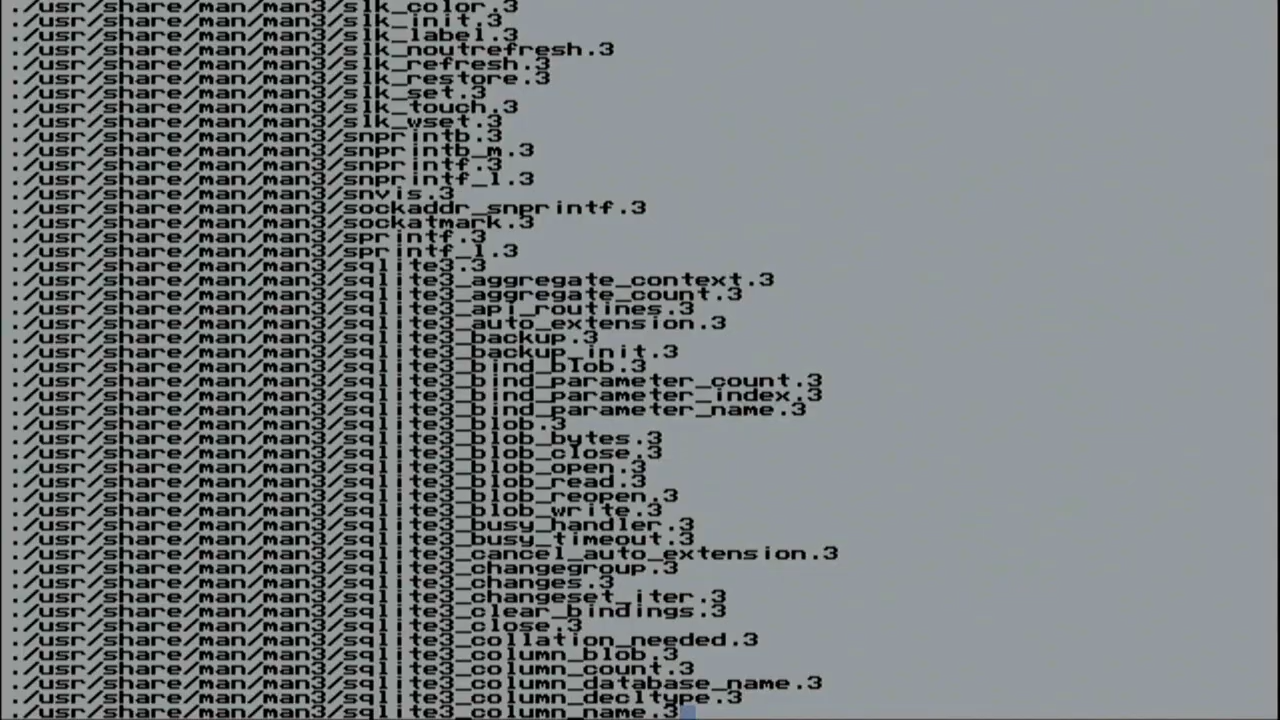 ./usr/share/man/man3/slk_color.3
./usr/share/man/man3/slk_init.3
./usr/share/man/man3/slk_label.3
./usr/share/man/man3/slk_noutrefresh.3
./usr/share/man/man3/slk_refresh.3
./usr/share/man/man3/slk_restore.3
./usr/share/man/man3/slk_set.3
./usr/share/man/man3/slk_touch.3
./usr/share/man/man3/slk_wset.3
./usr/share/man/man3/snprintb.3
./usr/share/man/man3/snprintb_m.3
./usr/share/man/man3/snprintf.3
./usr/share/man/man3/snprintf_l.3
./usr/share/man/man3/snvis.3
./usr/share/man/man3/sockaddr_snprintf.3
./usr/share/man/man3/sockatmark.3
./usr/share/man/man3/sprintf.3
./usr/share/man/man3/sprintf_l.3
./usr/share/man/man3/sqlite3.3
./usr/share/man/man3/sqlite3_aggregate_context.3
./usr/share/man/man3/sqlite3_aggregate_count.3
./usr/share/man/man3/sqlite3_api_routines.3
./usr/share/man/man3/sqlite3_auto_extension.3
./usr/share/man/man3/sqlite3_backup.3
./usr/share/man/man3/sqlite3_backup_init.3
./usr/share/man/man3/sqlite3_bind_blob.3
./usr/share/man/man3/sqlite3_bind_parameter_count.3
./usr/share/man/man3/sqlite3_bind_parameter_index.3
./usr/share/man/man3/sqlite3_bind_parameter_name.3
./usr/share/man/man3/sqlite3_blob.3
./usr/share/man/man3/sqlite3_blob_bytes.3
./usr/share/man/man3/sqlite3_blob_close.3
./usr/share/man/man3/sqlite3_blob_open.3
./usr/share/man/man3/sqlite3_blob_read.3
./usr/share/man/man3/sqlite3_blob_reopen.3
./usr/share/man/man3/sqlite3_blob_write.3
./usr/share/man/man3/sqlite3_busy_handler.3
./usr/share/man/man3/sqlite3_busy_timeout.3
./usr/share/man/man3/sqlite3_cancel_auto_extension.3
./usr/share/man/man3/sqlite3_changegroup.3
./usr/share/man/man3/sqlite3_changes.3
./usr/share/man/man3/sqlite3_changeset_iter.3
./usr/share/man/man3/sqlite3_clear_bindings.3
./usr/share/man/man3/sqlite3_close.3
./usr/share/man/man3/sqlite3_collation_needed.3
./usr/share/man/man3/sqlite3_column_blob.3
./usr/share/man/man3/sqlite3_column_count.3
./usr/share/man/man3/sqlite3_column_database_name.3
./usr/share/man/man3/sqlite3_column_decltype.3
./usr/share/man/man3/sqlite3_column_name.3